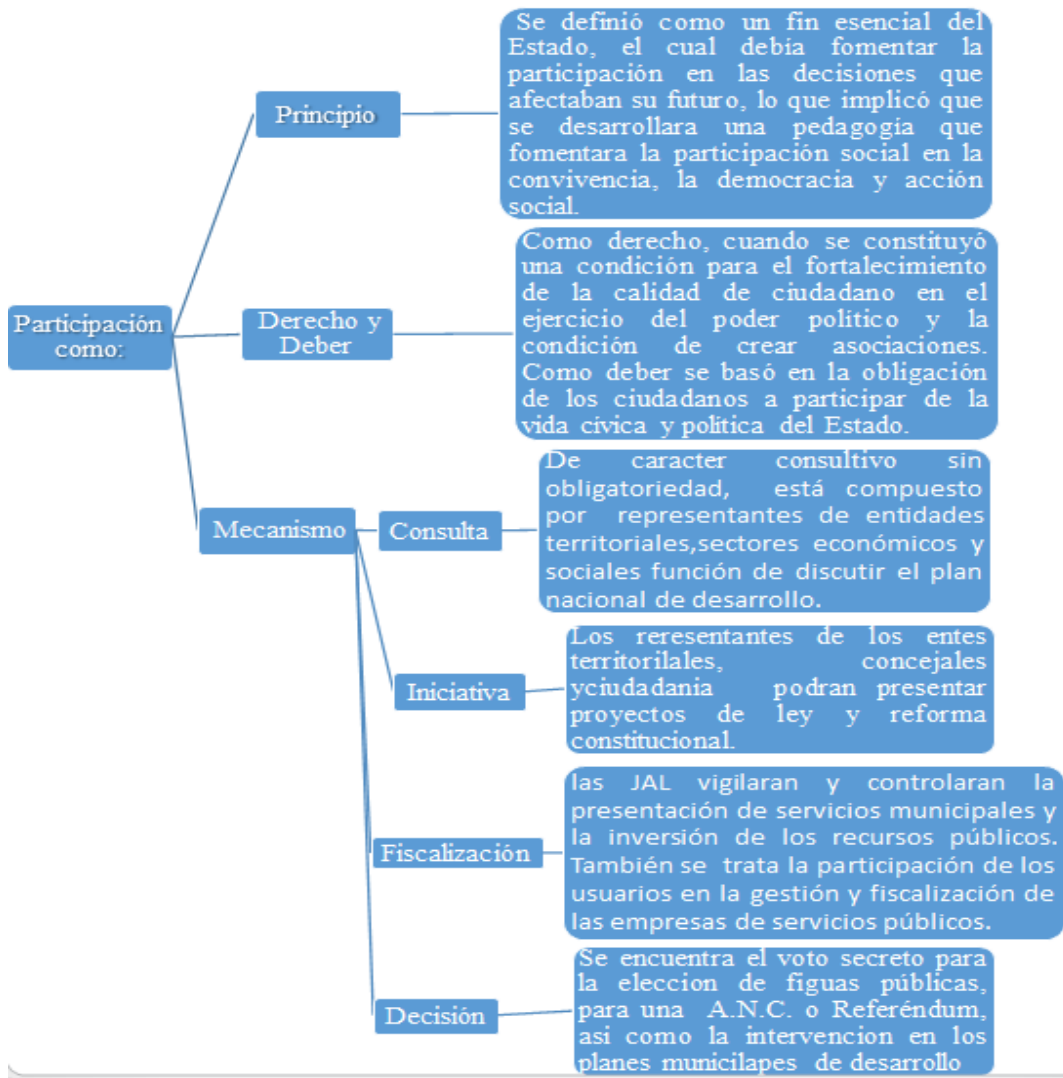 Participación
como:
Principio
Se definió como un fin esencial del
Estado, el cual debía fomentar la
participación en las decisiones que
afectaban su futuro, lo que implicó que
se desarrollara una pedagogía que
fomentara la participación social en la
convivencia, la democracia y acción
social.
Derecho y
Deber
Como derecho, cuando se constituyó
una condición para el fortalecimiento
de la calidad de ciudadano en el
ejercicio del poder político y la
condición de crear asociaciones.
Como deber se basó en la obligación
de los ciudadanos a participar de la
vida cívica y política del Estado.
Mecanismo
Consulta
De caracter consultivo sin
obligatoriedad, está compuesto
por representantes de entidades
territoriales,sectores económicos y
sociales función de discutir el plan
nacional de desarrollo.
Iniciativa
Los reresentantes de los entes
territorilales, concejales
yciudadania podran presentar
proyectos de ley y reforma
constitucional.
Fiscalización
las JAL vigilaran y controlaran la
presentación de servicios municipales y
la inversión de los recursos públicos.
También se trata la participación de los
usuarios en la gestión y fiscalización de
las empresas de servicios públicos.
Decisión
Se encuentra el voto secreto para
la eleccion de figuas públicas,
para una A.N.C. o Referéndum,
asi como la intervencion en los
planes municilapes de desarrollo